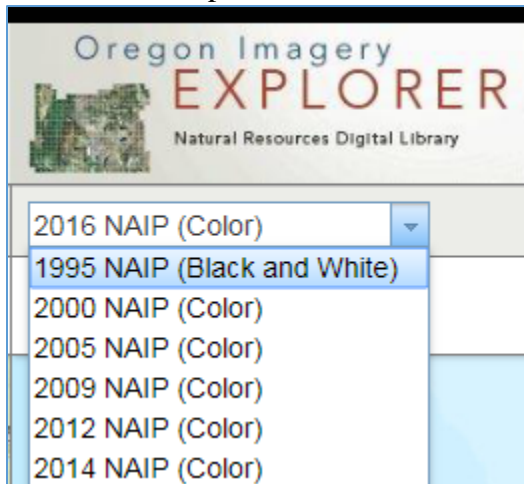 Oregon Imagery
EXPLORER
Natural Resources Digital Library
2016 NAIP (Color)
1995 NAIP (Black and White)
2000 NAIP (Color)
2005 NAIP (Color)
2009 NAIP (Color)
2012 NAIP (Color)
2014 NAIP (Color)